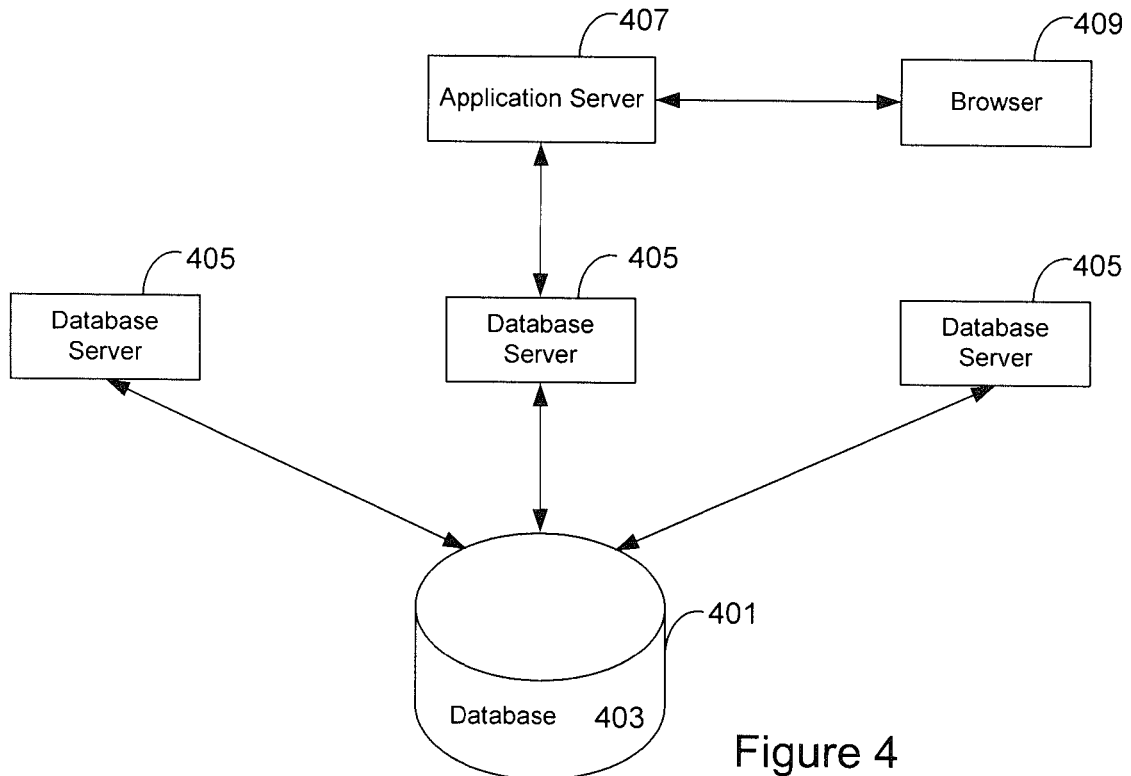 407
409
Application Server
Browser
405
405
405
Database
Server
Database
Server
Database
Server
401
Database 403
Figure 4